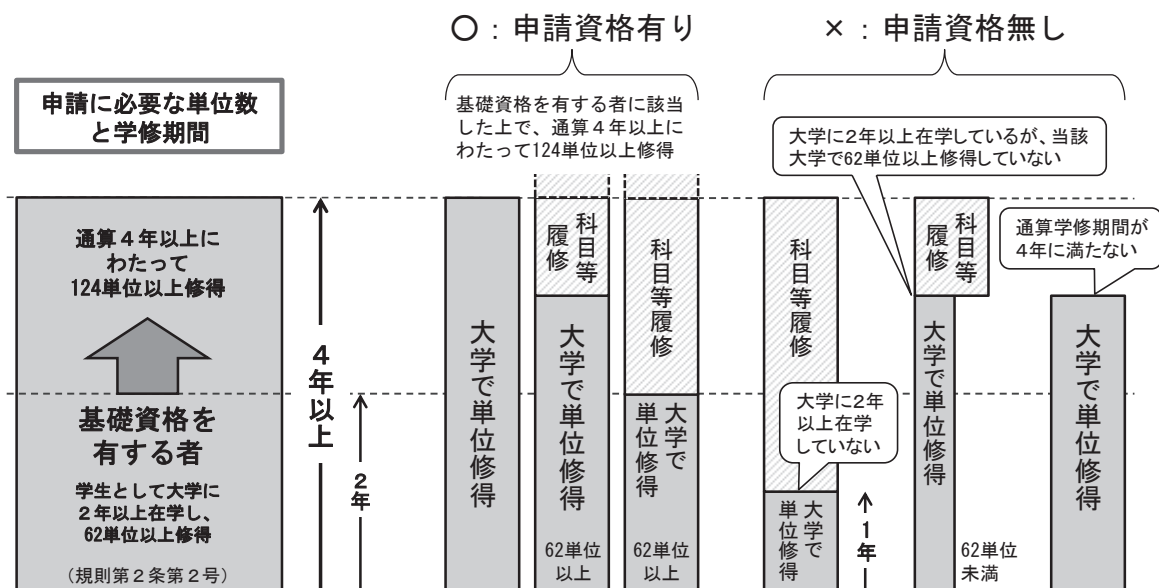 ○：申請資格有り
×：申請資格無し
申請に必要な単位数
と学修期間
基礎資格を有する者に該当
した上で、通算４年以上に
わたって124単位以上修得
大学に2年以上在学しているが、当該
大学で62単位以上修得していない
通算学修期間が
4年に満たない
通算４年以上に
わたって
124単位以上修得
基礎資格を
有する者
学生として大学に
２年以上在学し、
62単位以上修得
（規則第２条第２号）
４年以上
２年
大学で単位修得
科目等
履修
大学で単位修得
62単位
以上
科目等履修
大学で
単位修得
62単位
以上
科目等履修
大学に2年
以上在学
していない
大学で
単位修得
１年
科目等
履修
大学で単位修得
62単位
未満
大学で単位修得